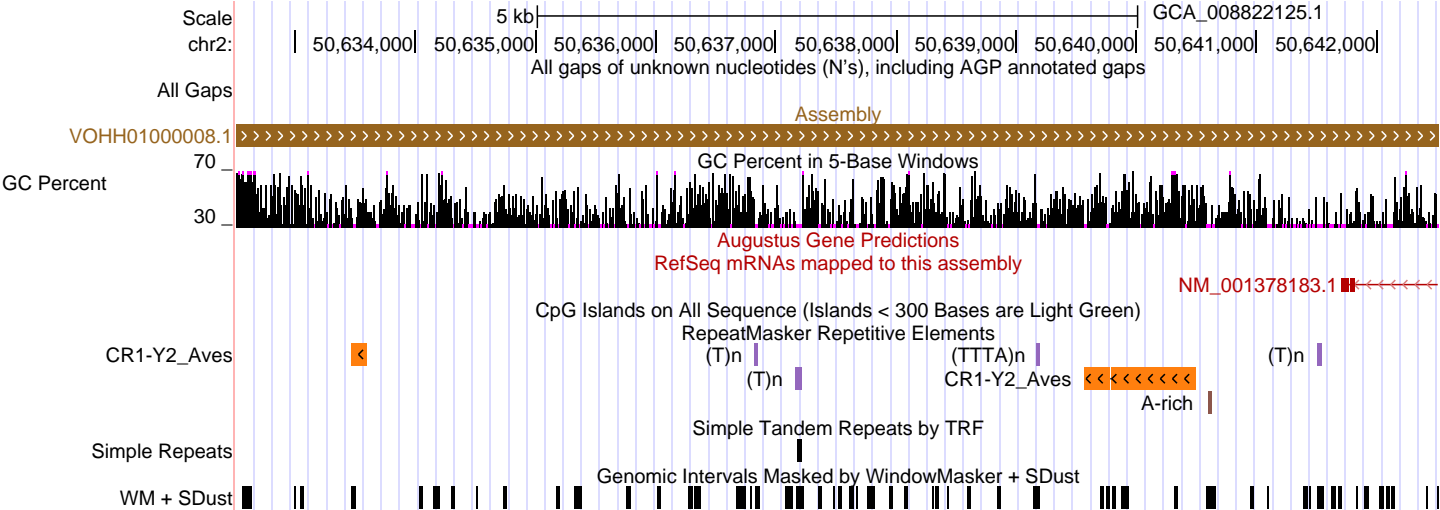 Scale 5 kb GCA_008822125.1
chr2: 50,634,000 50,635,000 50,636,000 50,637,000 50,638,000 50,639,000 50,640,000 50,641,000 50,642,000
All gaps of unknown nucleotides (N's), including AGP annotated gaps
All Gaps
Assembly
VOHH01000008.1
70 GC Percent in 5-Base Windows
GC Percent
30
Augustus Gene Predictions
RefSeq mRNAs mapped to this assembly
NM_001378183.1
CpG Islands on All Sequence (Islands < 300 Bases are Light Green)
RepeatMasker Repetitive Elements
CR1-Y2_Aves (T)n (TTTA)n (T)n
(T)n CR1-Y2_Aves
A-rich
Simple Tandem Repeats by TRF
Simple Repeats
Genomic Intervals Masked by WindowMasker + SDust
WM + SDust